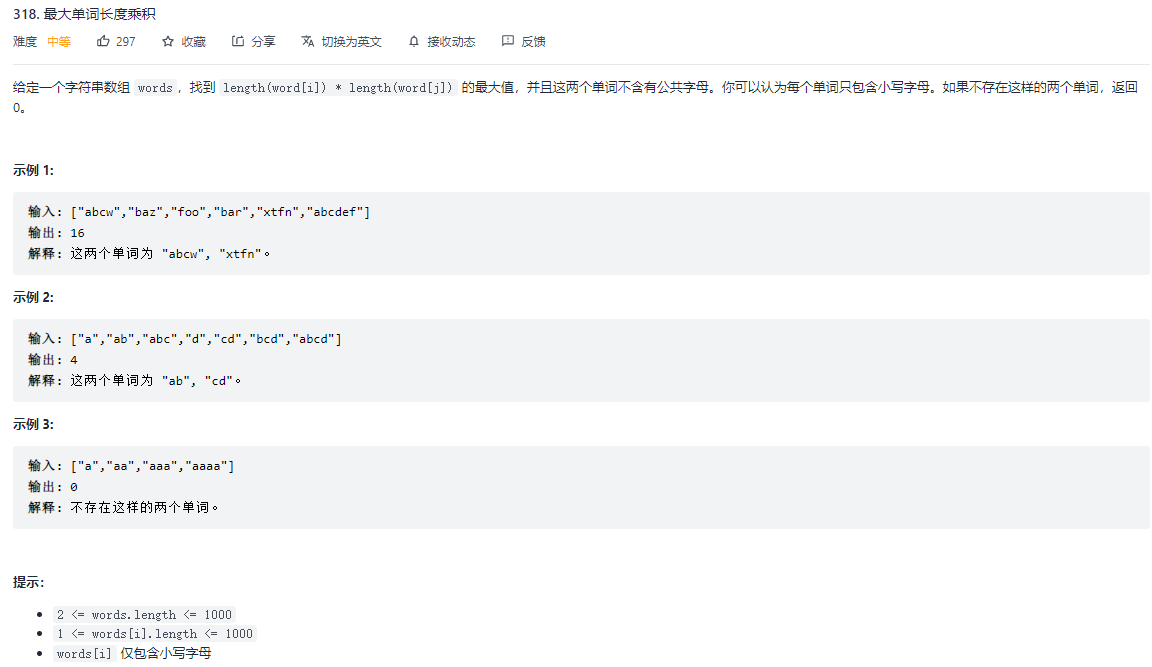 318. 最大单词长度乘积
难度 中等 297 收藏 分享 切换为英文 接收动态 反馈
给定一个字符串数组 words ，找到 length(word[i]) * length(word[j]) 的最大值，并且这两个单词不含有公共字母。你可以认为每个单词只包含小写字母。如果不存在这样的两个单词，返回
0。
示例 1:
输入: ["abcw","baz","foo","bar","xtfn","abcdef"]
输出: 16
解释: 这两个单词为 "abcw", "xtfn"。
示例 2:
输入: ["a","ab","abc","d","cd","bcd","abcd"]
输出: 4
解释: 这两个单词为 "ab", "cd"。
示例 3:
输入: ["a","aa","aaa","aaaa"]
输出: 0
解释: 不存在这样的两个单词。
提示：
• 2 <= words.length <= 1000
• 1 <= words[i].length <= 1000
• words[i] 仅包含小写字母